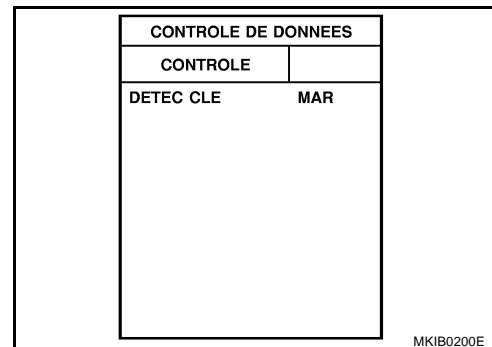 CONTROLE DE DONNEES
CONTROLE
DETEC CLE MAR
MKIB0200E